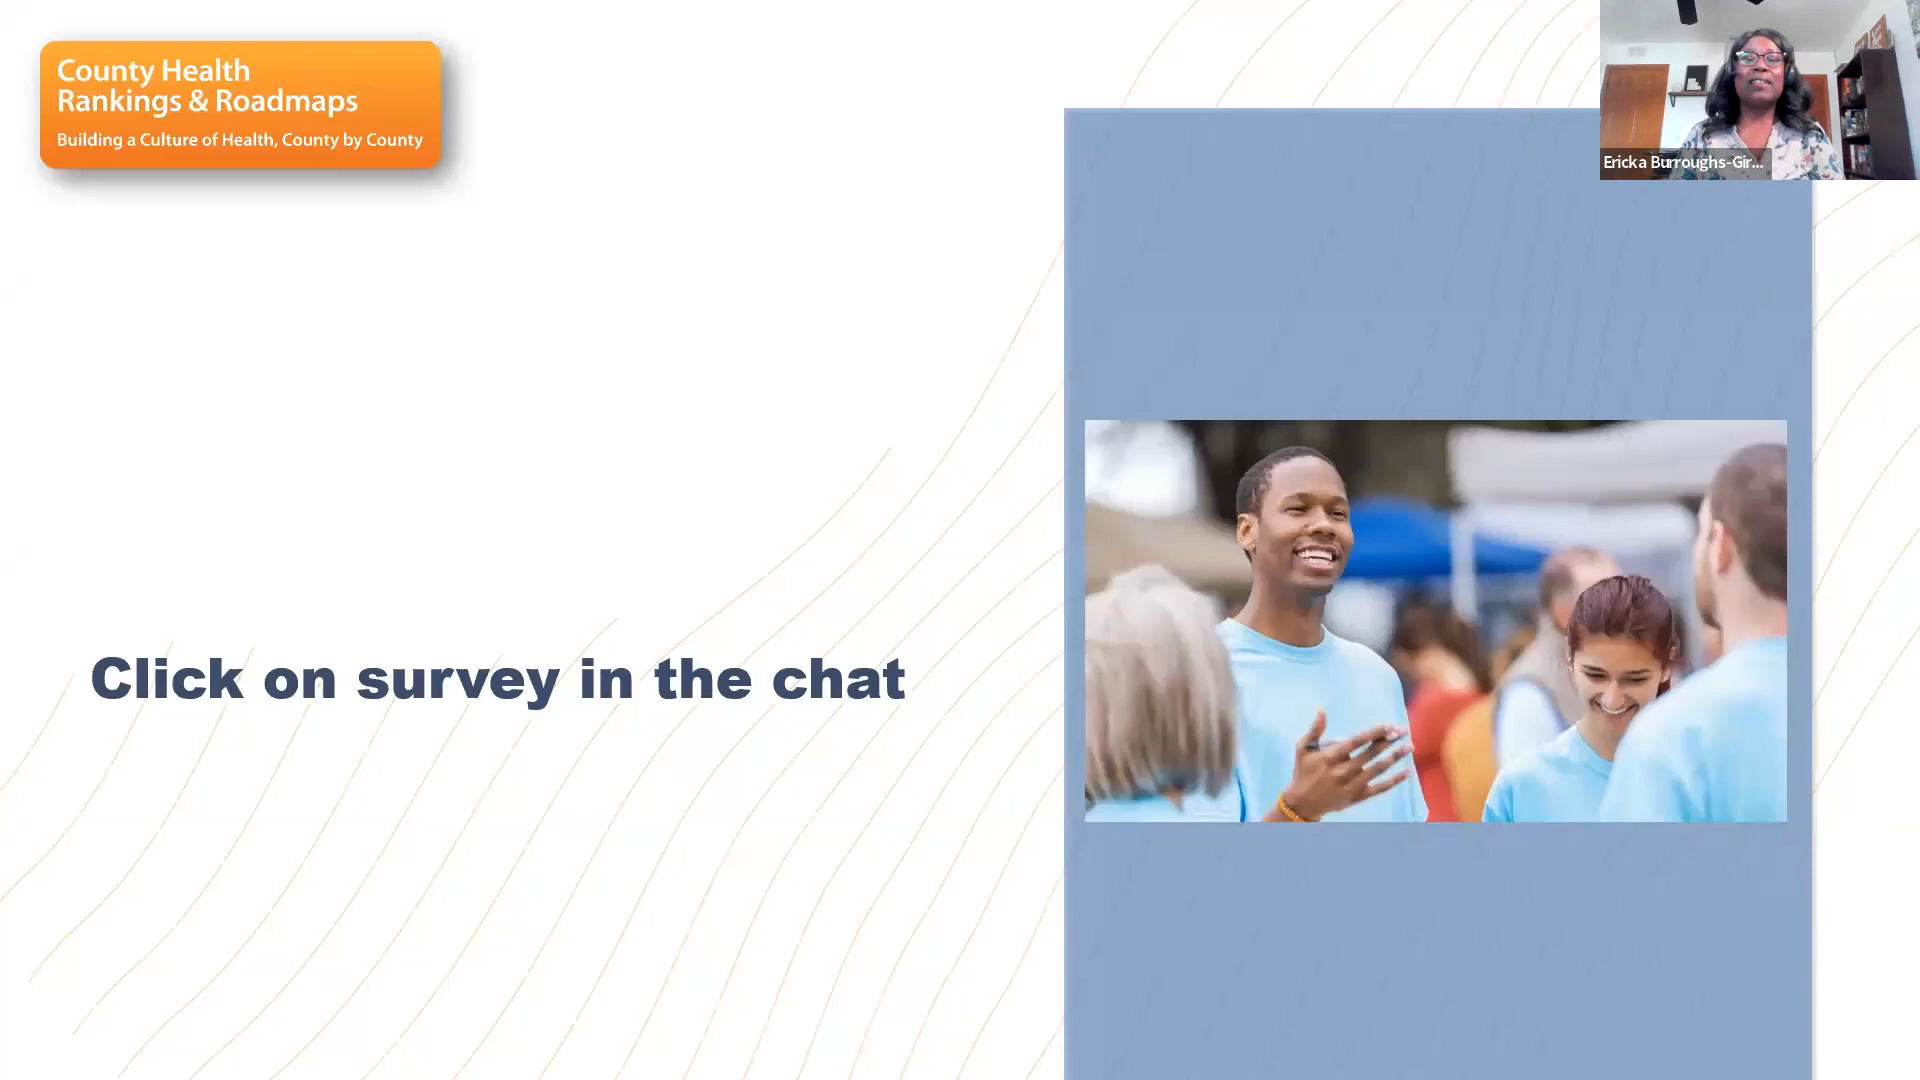 County Health
Rankings & Roadmaps
Building a Culture of Health, County by County
Ericka Burroughs-Gir...
Click on survey in the chat